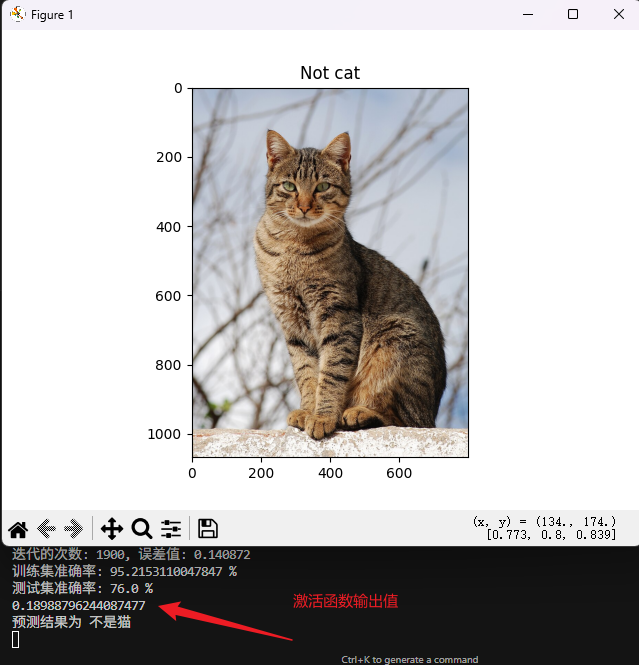 Figure 1
Not cat
0
200
400
600
800
1000
0 200 400 600
(x, y) = (134., 174.)
[0.773, 0.8, 0.839]
迭代的次数: 1900, 误差值: 0.140872
训练集准确率: 95.2153110047847 %
测试集准确率: 76.0 %
0.18988796244087477
激活函数输出值
预测结果为 不是猫
Ctrl+K to generate a command